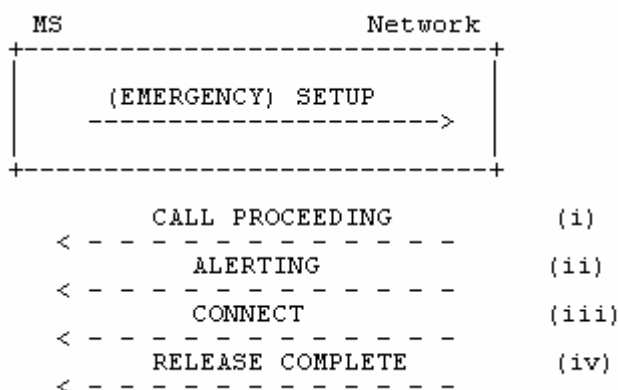 MS Network
(EMERGENCY) SETUP
CALL PROCEEDING (i)
ALERTING (ii)
CONNECT (iii)
RELEASE COMPLETE (iv)